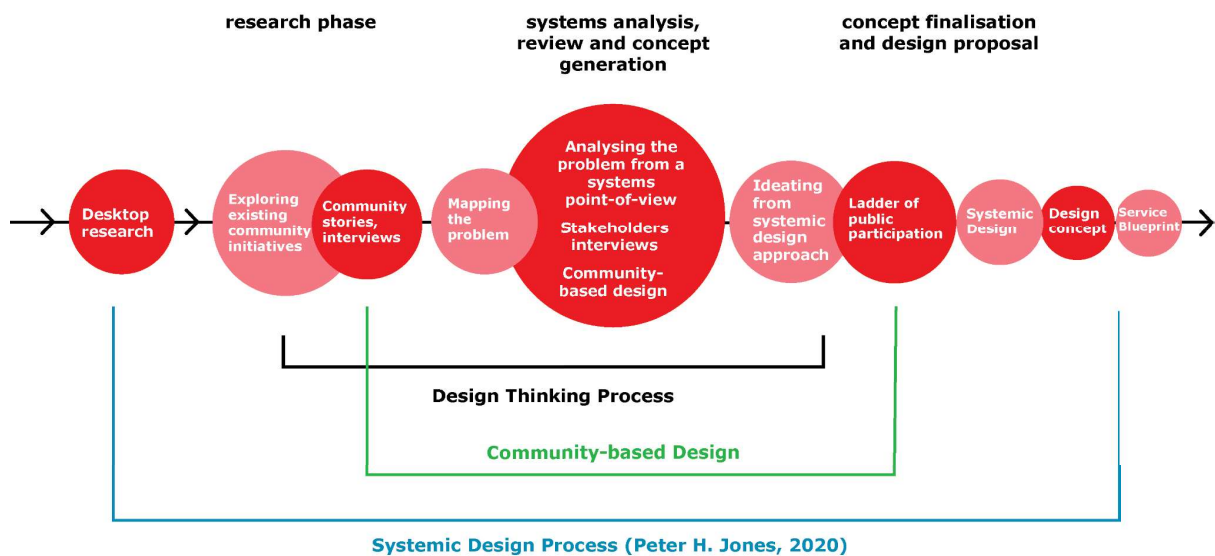 research phase
systems analysis,
review and concept
generation
concept finalisation
and design proposal
Desktop
research
Exploring
existing
community
initiatives
Community
stories,
interviews
Mapping
the
problem
Analysing the
problem from a
systems
point-of-view
Stakeholders
interviews
Community-
based design
Ideating
from
systemic
design
approach
Ladder of
public
participation
Systemic
Design
Design
concept
Service
Blueprint
Design Thinking Process
Community-based Design
Systemic Design Process (Peter H. Jones, 2020)